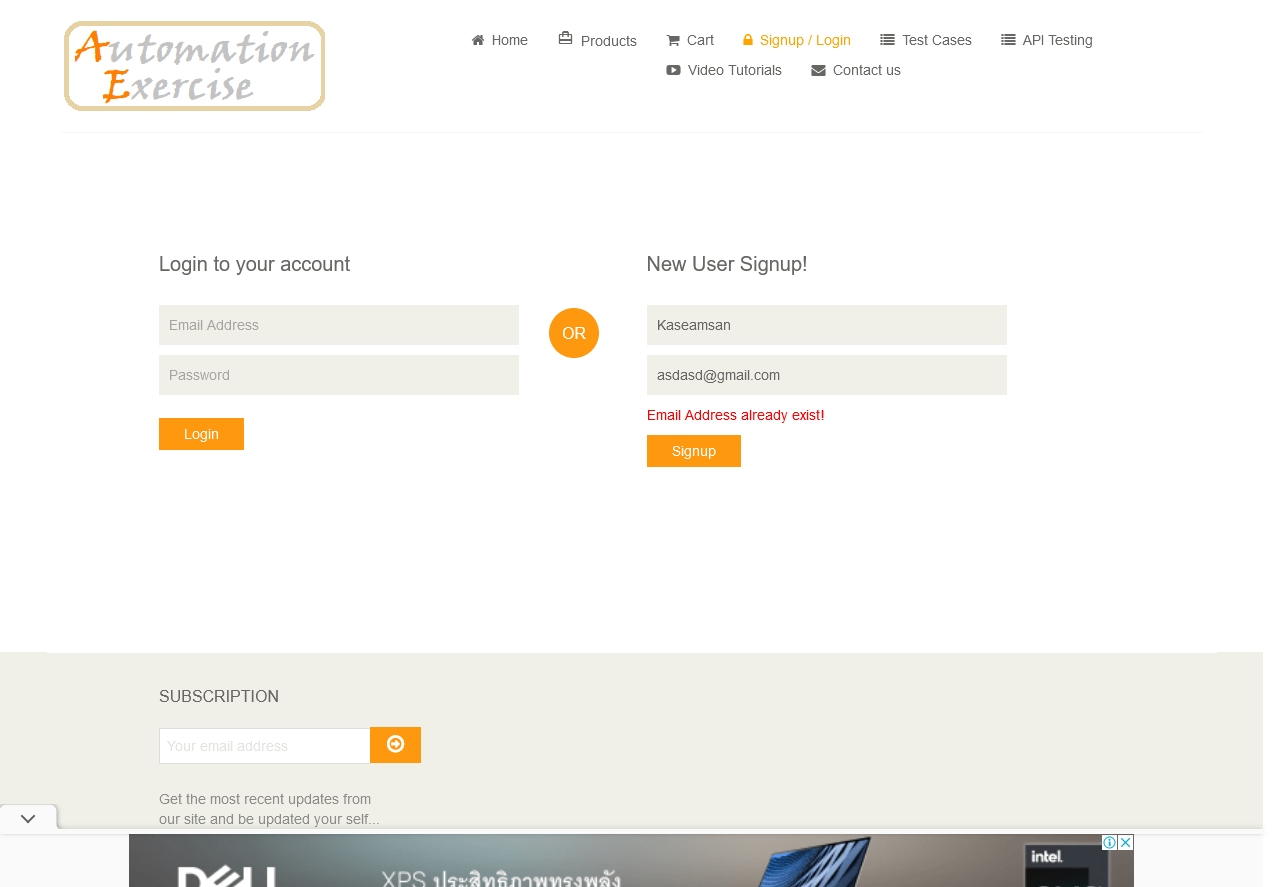 Automation
Exercise
Home
Products
Cart
Signup / Login
Test Cases
API Testing
Video Tutorials
Contact us
Login to your account
Email Address
Password
Login
OR
New User Signup!
Kaseamsan
asdasd@gmail.com
Email Address already exist!
Signup
SUBSCRIPTION
Your email address
Get the most recent updates from
our site and be updated your self...
DELL
XPS ประสิทธิภาพทรงพลัง
intel.